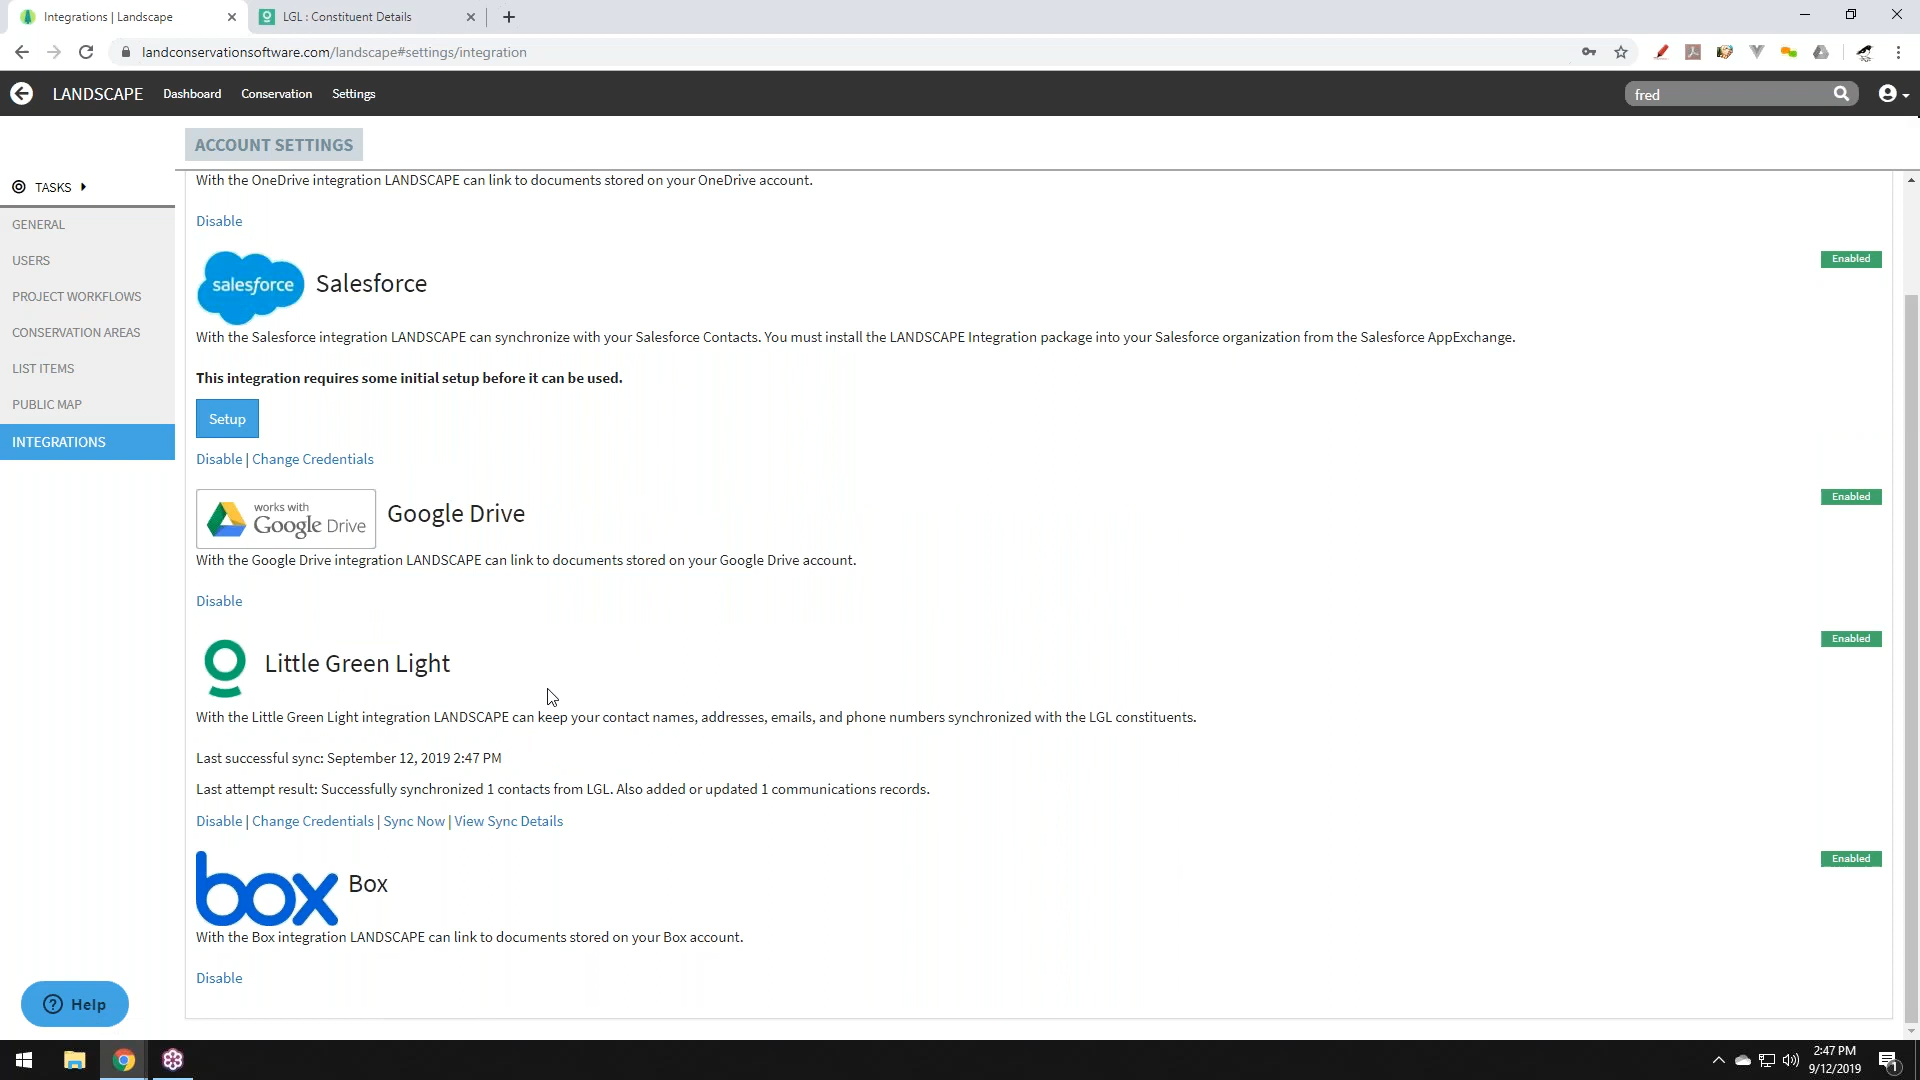 Integrations | Landscape
LGL : Constituent Details
landconservationsoftware.com/landscape#settings/integration
LANDSCAPE Dashboard Conservation Settings
fred
ACCOUNT SETTINGS
TASKS
GENERAL
USERS
PROJECT WORKFLOWS
CONSERVATION AREAS
LIST ITEMS
PUBLIC MAP
INTEGRATIONS
With the OneDrive integration LANDSCAPE can link to documents stored on your OneDrive account.
Disable
salesforce Salesforce
Enabled
With the Salesforce integration LANDSCAPE can synchronize with your Salesforce Contacts. You must install the LANDSCAPE Integration package into your Salesforce organization from the Salesforce AppExchange.
This integration requires some initial setup before it can be used.
Setup
Disable | Change Credentials
works with
Google Drive
Google Drive
Enabled
With the Google Drive integration LANDSCAPE can link to documents stored on your Google Drive account.
Disable
Little Green Light
Enabled
With the Little Green Light integration LANDSCAPE can keep your contact names, addresses, emails, and phone numbers synchronized with the LGL constituents.
Last successful sync: September 12, 2019 2:47 PM
Last attempt result: Successfully synchronized 1 contacts from LGL. Also added or updated 1 communications records.
Disable | Change Credentials | Sync Now | View Sync Details
box Box
Enabled
With the Box integration LANDSCAPE can link to documents stored on your Box account.
Disable
Help
2:47 PM
9/12/2019
1